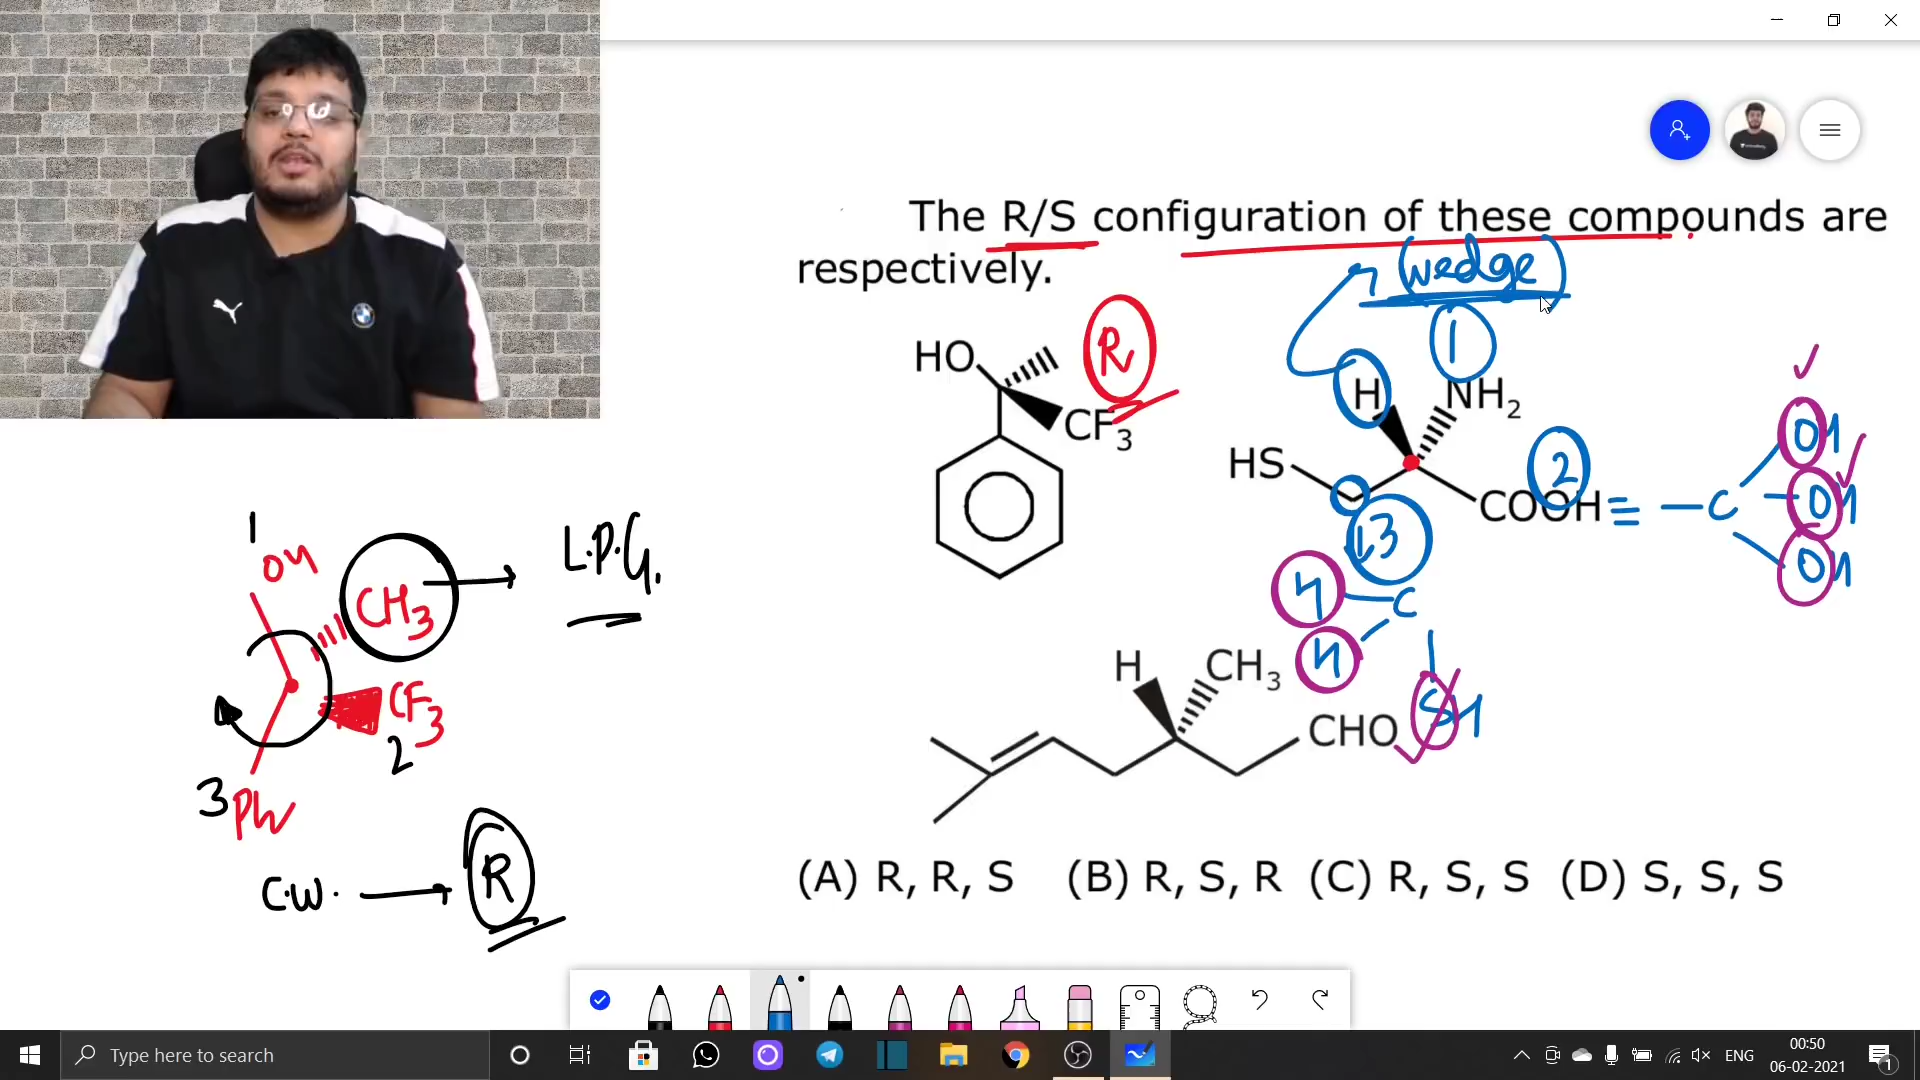 The R/S configuration of these compounds are
respectively.
wedge
1
HO
R
CF3
H
NH2
HS
2
COOH
C
OH
OH
OH
3
H
C
H
SH
H
CH3
CHO
1
OH
CH3
L.P.G.
CF3
2
3
Ph
C.W.
R
(A) R, R, S (B) R, S, R (C) R, S, S (D) S, S, S
Type here to search
ENG
00:50
06-02-2021
1